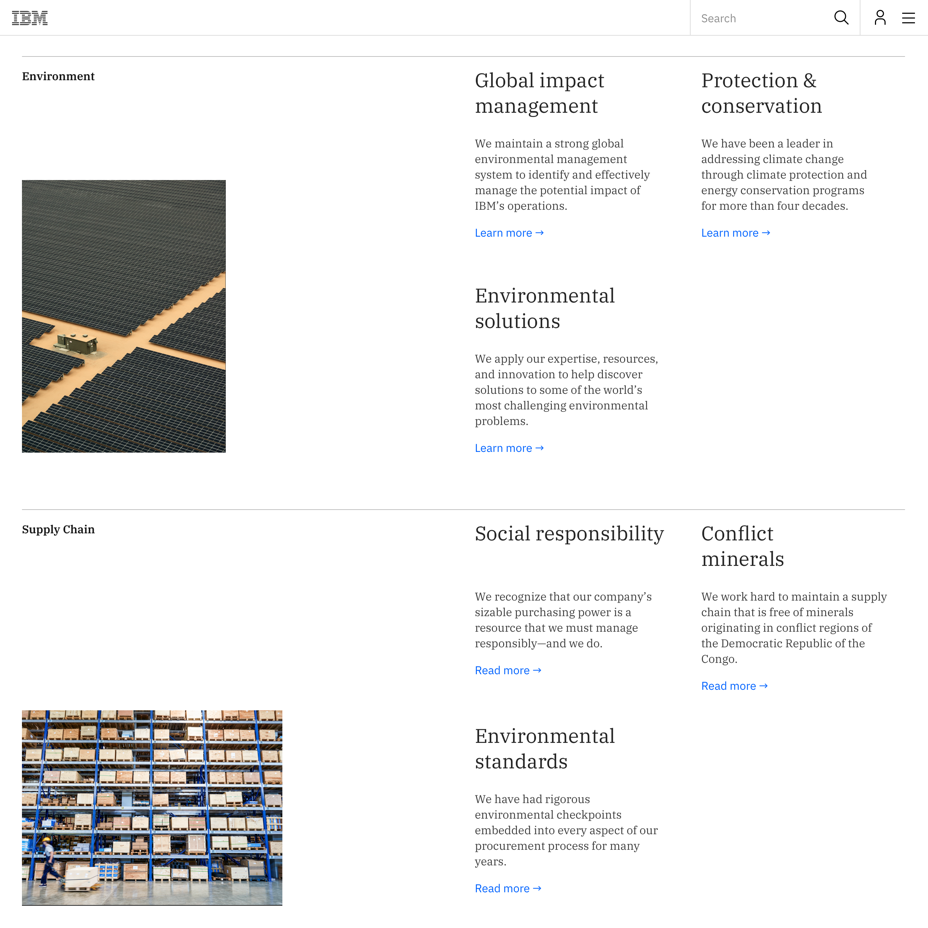 IBM
Search
Environment
Global impact
management
We maintain a strong global
environmental management
system to identify and effectively
manage the potential impact of
IBM's operations.
Learn more →
Protection &
conservation
We have been a leader in
addressing climate change
through climate protection and
energy conservation programs
for more than four decades.
Learn more →
Environmental
solutions
We apply our expertise, resources,
and innovation to help discover
solutions to some of the world's
most challenging environmental
problems.
Learn more →
Supply Chain
Social responsibility
We recognize that our company's
sizable purchasing power is a
resource that we must manage
responsibly—and we do.
Read more →
Conflict
minerals
We work hard to maintain a supply
chain that is free of minerals
originating in conflict regions of
the Democratic Republic of the
Congo.
Read more →
Environmental
standards
We have had rigorous
environmental checkpoints
embedded into every aspect of our
procurement process for many
years.
Read more →